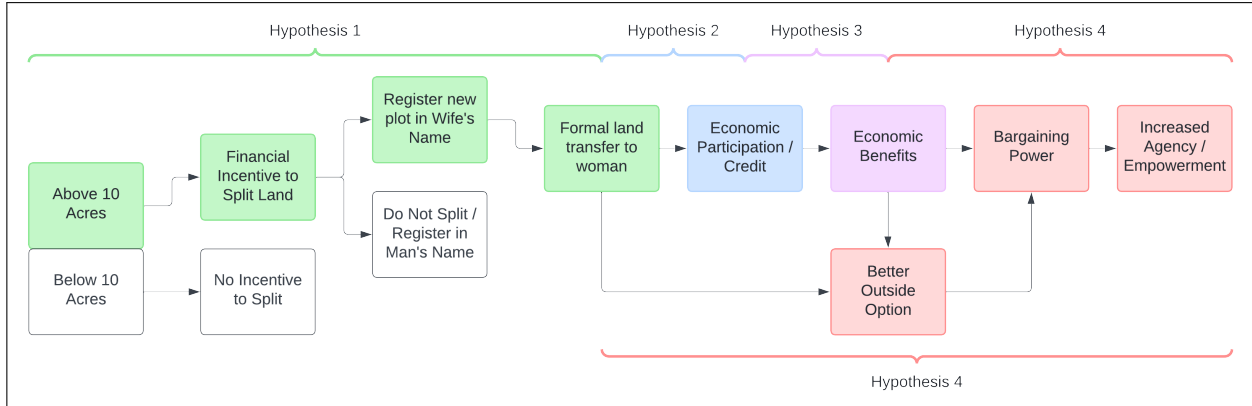 Hypothesis 1
Hypothesis 2
Hypothesis 3
Hypothesis 4
Above 10
Acres
Below 10
Acres
Financial
Incentive to
Split Land
No Incentive
to Split
Register new
plot in Wife's
Name
Do Not Split /
Register in
Man's Name
Formal land
transfer to
woman
Economic
Participation /
Credit
Economic
Benefits
Better
Outside
Option
Bargaining
Power
Increased
Agency /
Empowerment
Hypothesis 4